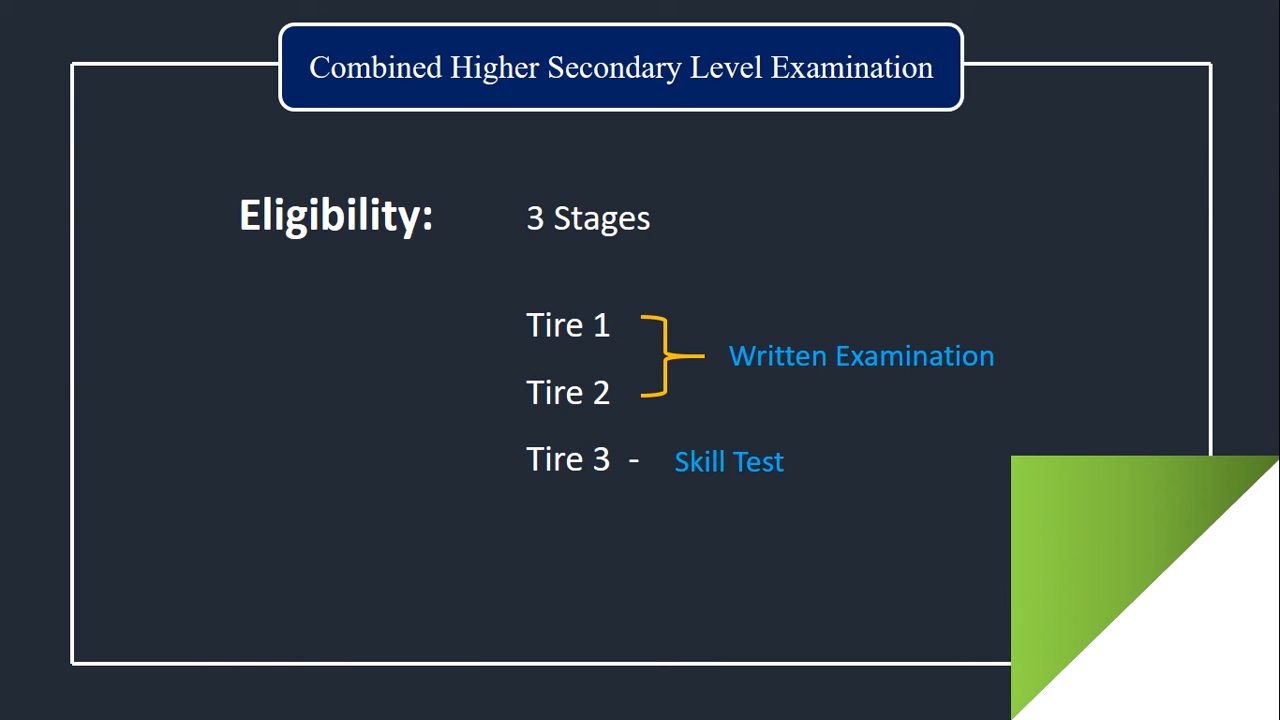 Combined Higher Secondary Level Examination
Eligibility: 3 Stages
Tire 1
Written Examination
Tire 2
Tire 3 - Skill Test